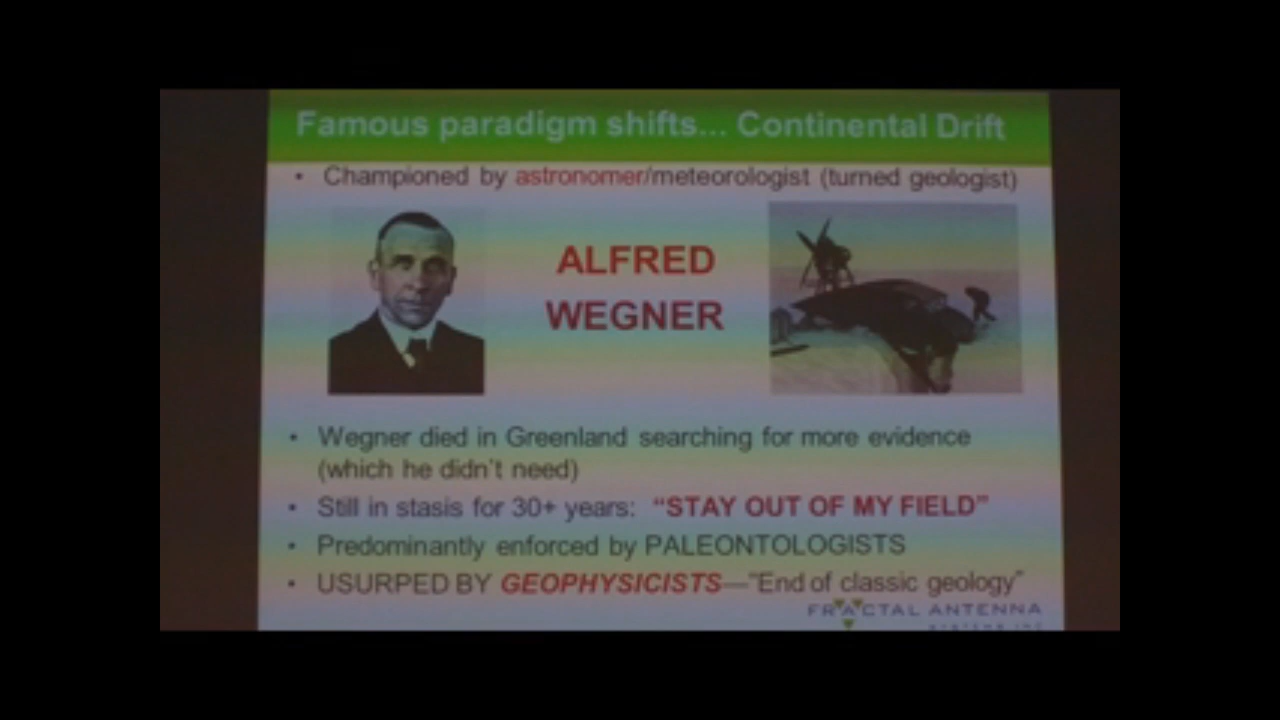 Famous paradigm shifts... Continental Drift
• Championed by astronomer/meteorologist (turned geologist)
ALFRED
WEGNER
• Wegner died in Greenland searching for more evidence
(which he didn't need)
• Still in stasis for 30+ years: “STAY OUT OF MY FIELD”
• Predominantly enforced by PALEONTOLOGISTS
• USURPED BY GEOPHYSICISTS—"End of classic geology"
FRACTAL ANTENNA
SYSTEMS INC